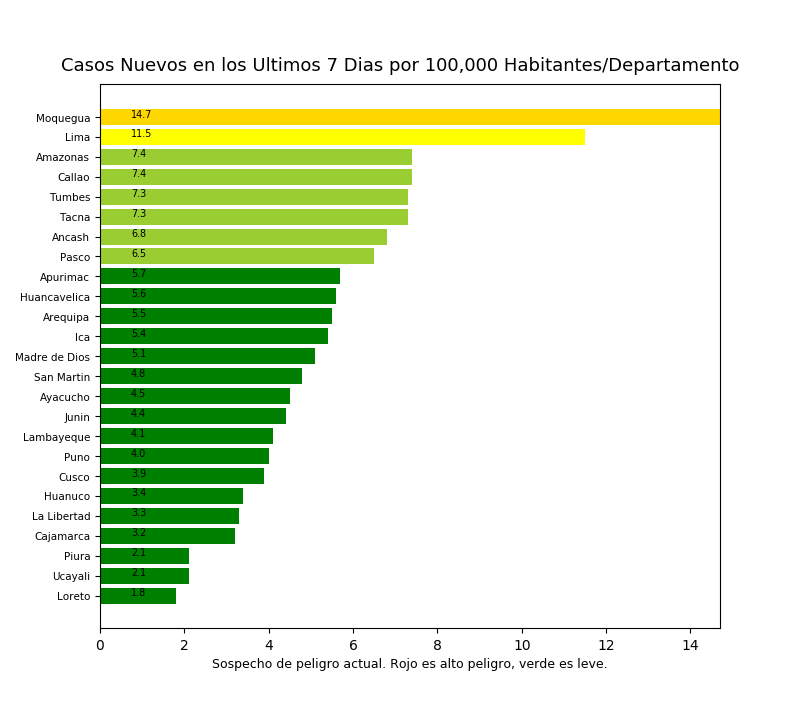 Casos Nuevos en los Ultimos 7 Dias por 100,000 Habitantes/Departamento
Moquegua 14.7
Lima 11.5
Amazonas 7.4
Callao 7.4
Tumbes 7.3
Tacna 7.3
Ancash 6.8
Pasco 6.5
Apurimac 5.7
Huancavelica 5.6
Arequipa 5.5
Ica 5.4
Madre de Dios 5.1
San Martin 4.8
Ayacucho 4.5
Junin 4.4
Lambayeque 4.1
Puno 4.0
Cusco 3.9
Huanuco 3.4
La Libertad 3.3
Cajamarca 3.2
Piura 2.1
Ucayali 2.1
Loreto 1.8
0 2 4 6 8 10 12 14
Sospecho de peligro actual. Rojo es alto peligro, verde es leve.